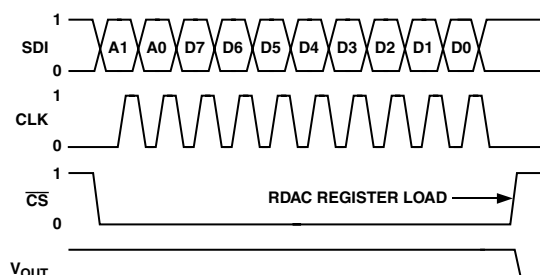 1
SDI A1 A0 D7 D6 D5 D4 D3 D2 D1 D0
0
1
CLK
0
1
CS RDAC REGISTER LOAD
0
VOUT